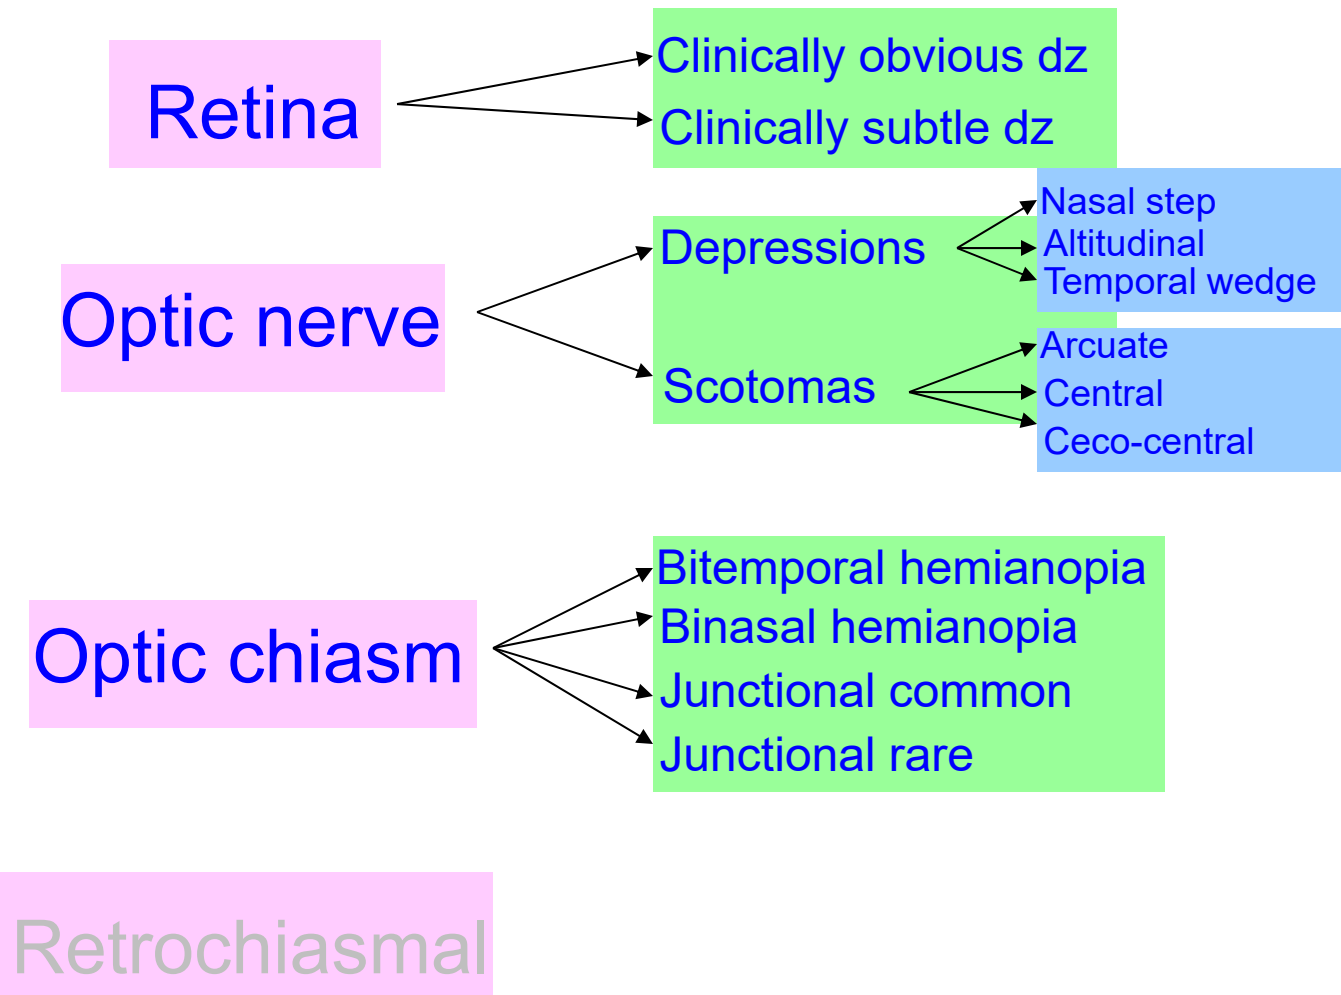 Retina
Clinically obvious dz
Clinically subtle dz
Optic nerve
Depressions
Nasal step
Altitudinal
Temporal wedge
Scotomas
Arcuate
Central
Ceco-central
Optic chiasm
Bitemporal hemianopia
Binasal hemianopia
Junctional common
Junctional rare
Retrochiasmal